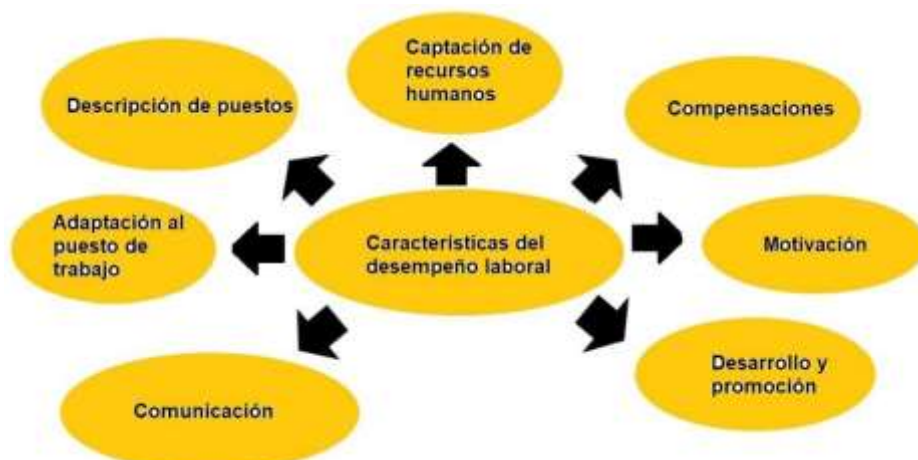 Captación de
recursos
humanos
Descripción de puestos
Compensaciones
Adaptación al
puesto de
trabajo
Características del
desempeño laboral
Motivación
Desarrollo y
promoción
Comunicación